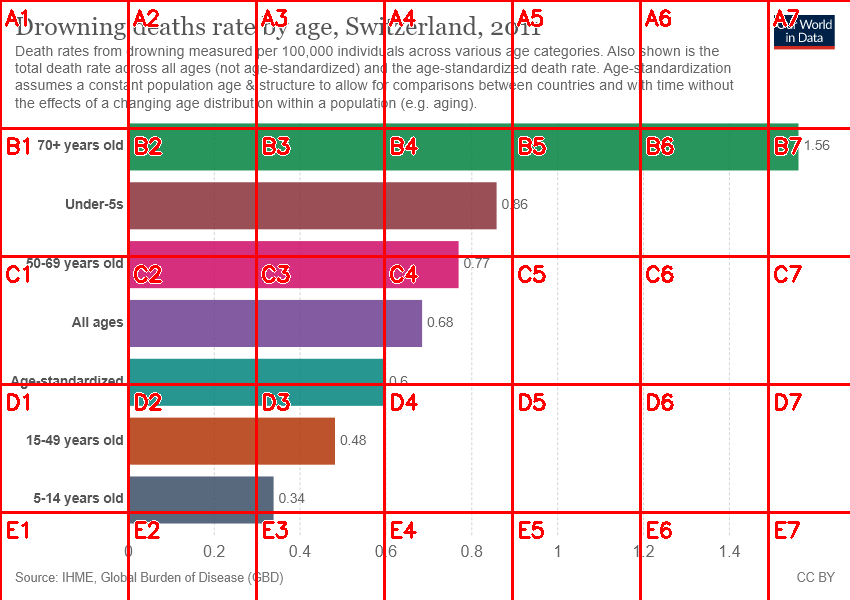 Drowning deaths rate by age, Switzerland, 2011
Our World
in Data
Death rates from drowning measured per 100,000 individuals across various age categories. Also shown is the
total death rate across all ages (not age-standardized) and the age-standardized death rate. Age-standardization
assumes a constant population age & structure to allow for comparisons between countries and with time without
the effects of a changing age distribution within a population (e.g. aging).
A1 A2 A3 A4 A5 A6 A7
B1 B2 B3 B4 B5 B6 B7
70+ years old 1.56
Under-5s 0.86
50-69 years old 0.77
C1 C2 C3 C4 C5 C6 C7
All ages 0.68
Age-standardized 0.6
D1 D2 D3 D4 D5 D6 D7
15-49 years old 0.48
5-14 years old 0.34
E1 E2 E3 E4 E5 E6 E7
0 0.2 0.4 0.6 0.8 1 1.2 1.4
Source: IHME, Global Burden of Disease (GBD)
CC BY